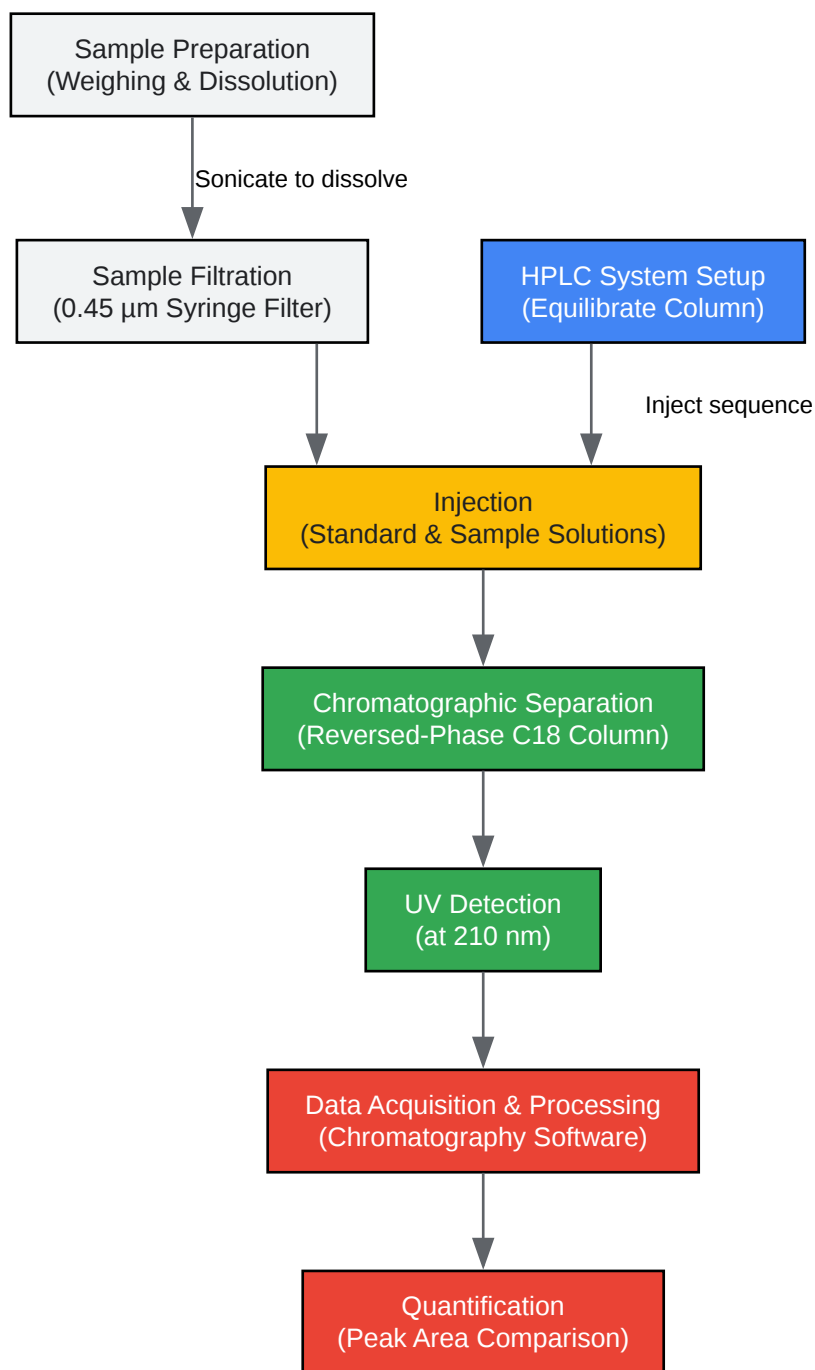 Sample Preparation
(Weighing & Dissolution)
Sonicate to dissolve
Sample Filtration
(0.45 µm Syringe Filter)
HPLC System Setup
(Equilibrate Column)
Inject sequence
Injection
(Standard & Sample Solutions)
Chromatographic Separation
(Reversed-Phase C18 Column)
UV Detection
(at 210 nm)
Data Acquisition & Processing
(Chromatography Software)
Quantification
(Peak Area Comparison)